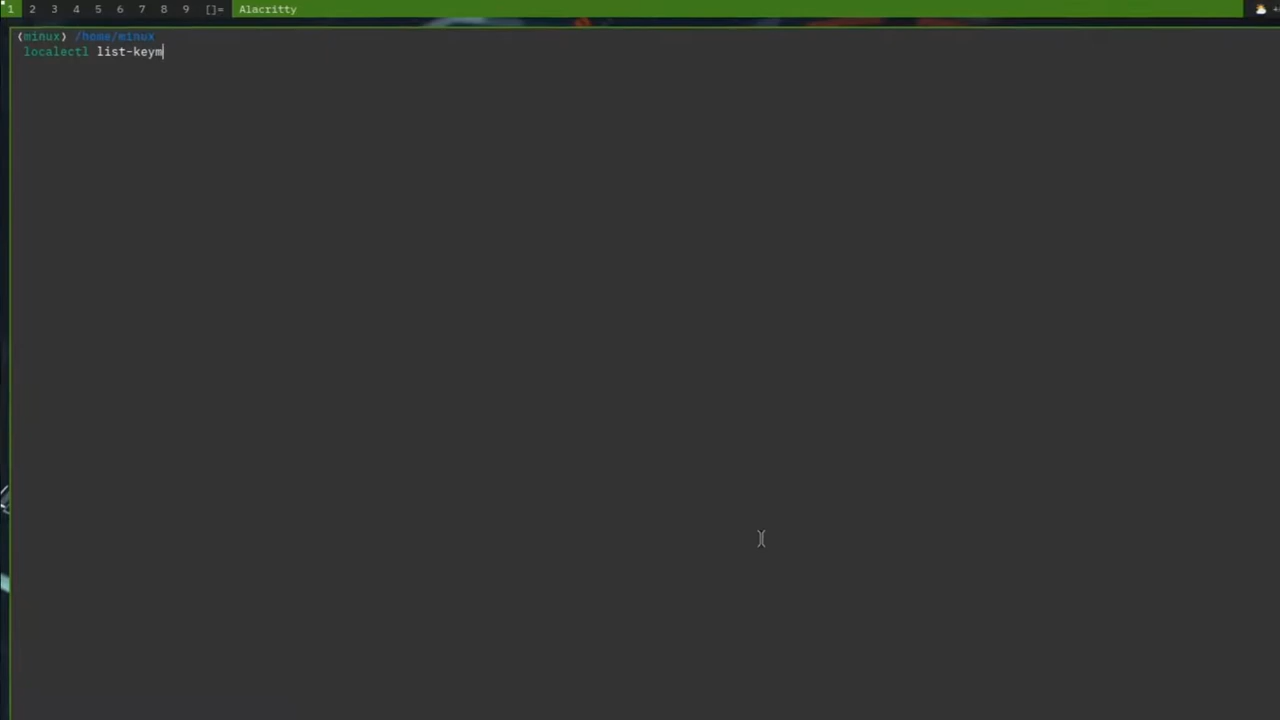 1 2 3 4 5 6 7 8 9 []= Alacritty
(minux) /home/minux
localectl list-keym